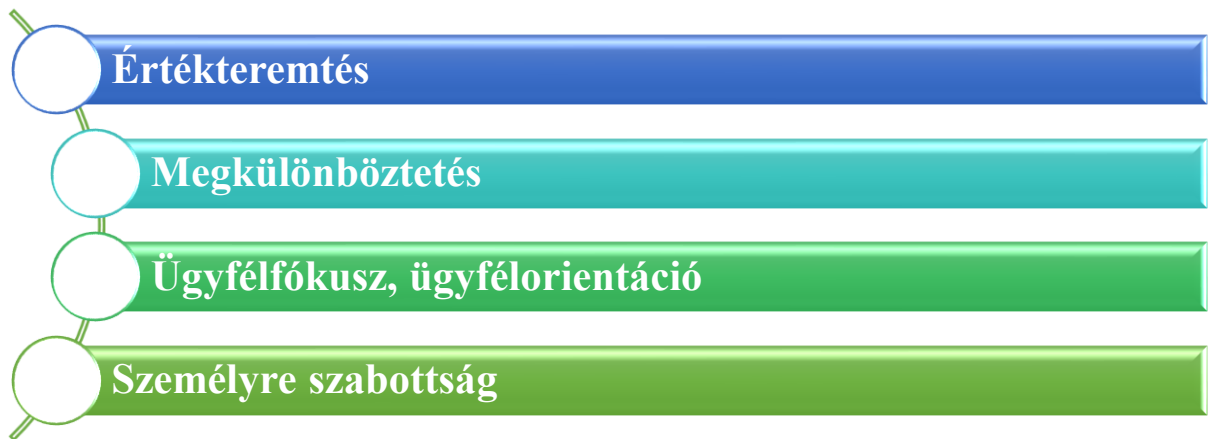 Értékteremtés
Megkülönböztetés
Ügyfélfókusz, ügyfélorientáció
Személyre szabottság